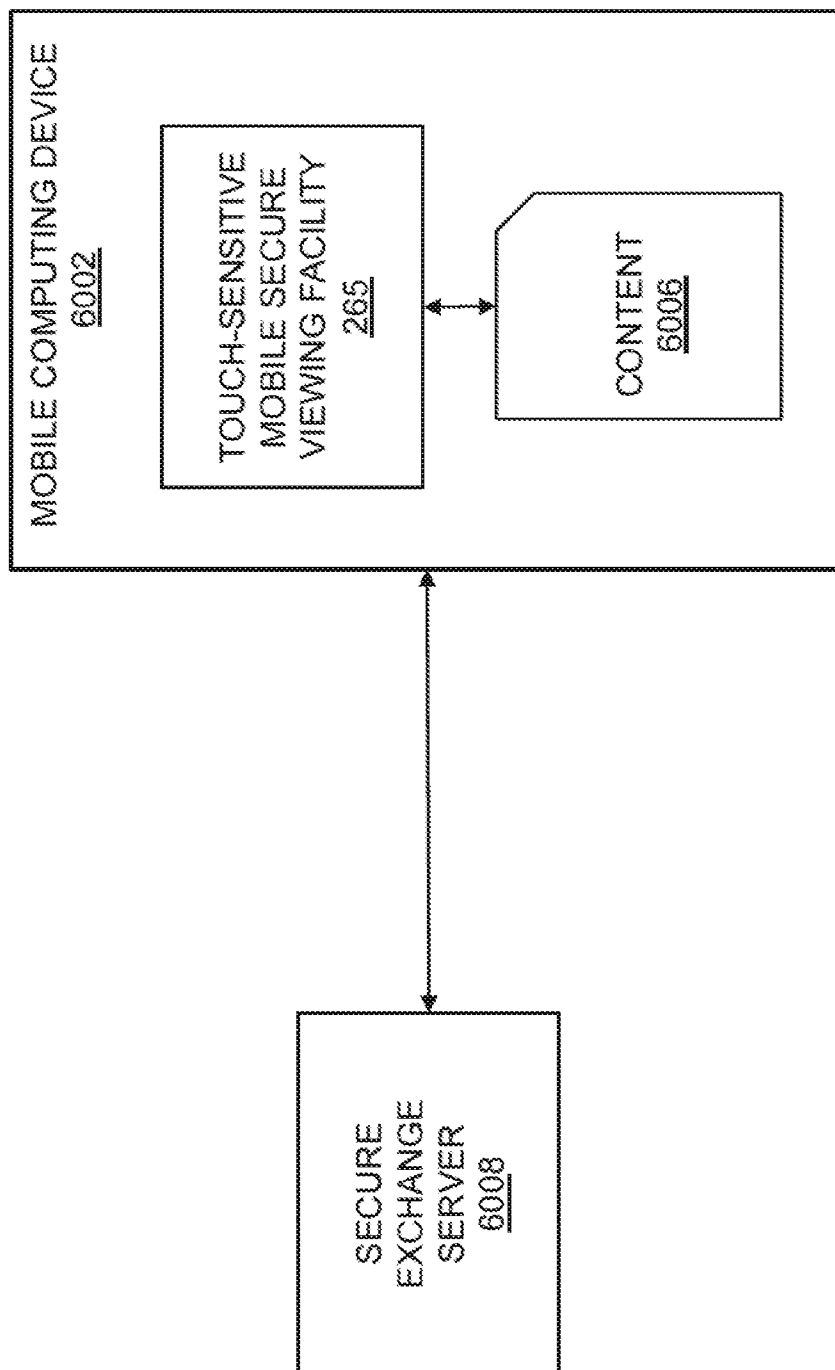 MOBILE COMPUTING DEVICE
6002
TOUCH-SENSITIVE
MOBILE SECURE
VIEWING FACILITY
265
CONTENT
6006
SECURE
EXCHANGE
SERVER
6008